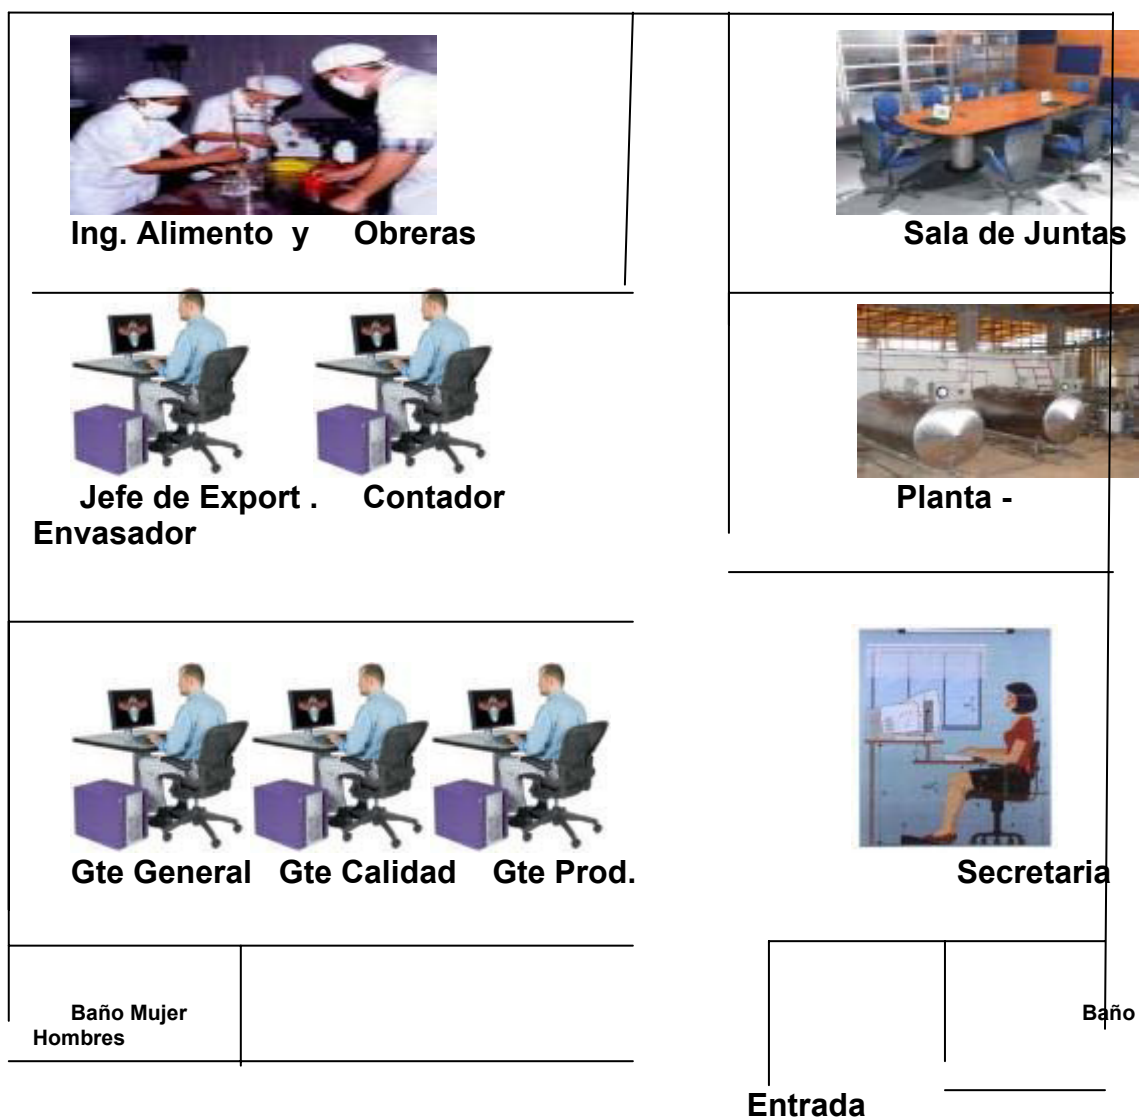 Ing. Alimento y Obreras Sala de Juntas
Jefe de Export . Contador Planta -
Envasador
Gte General Gte Calidad Gte Prod. Secretaria
Baño Mujer Baño
Hombres
Entrada